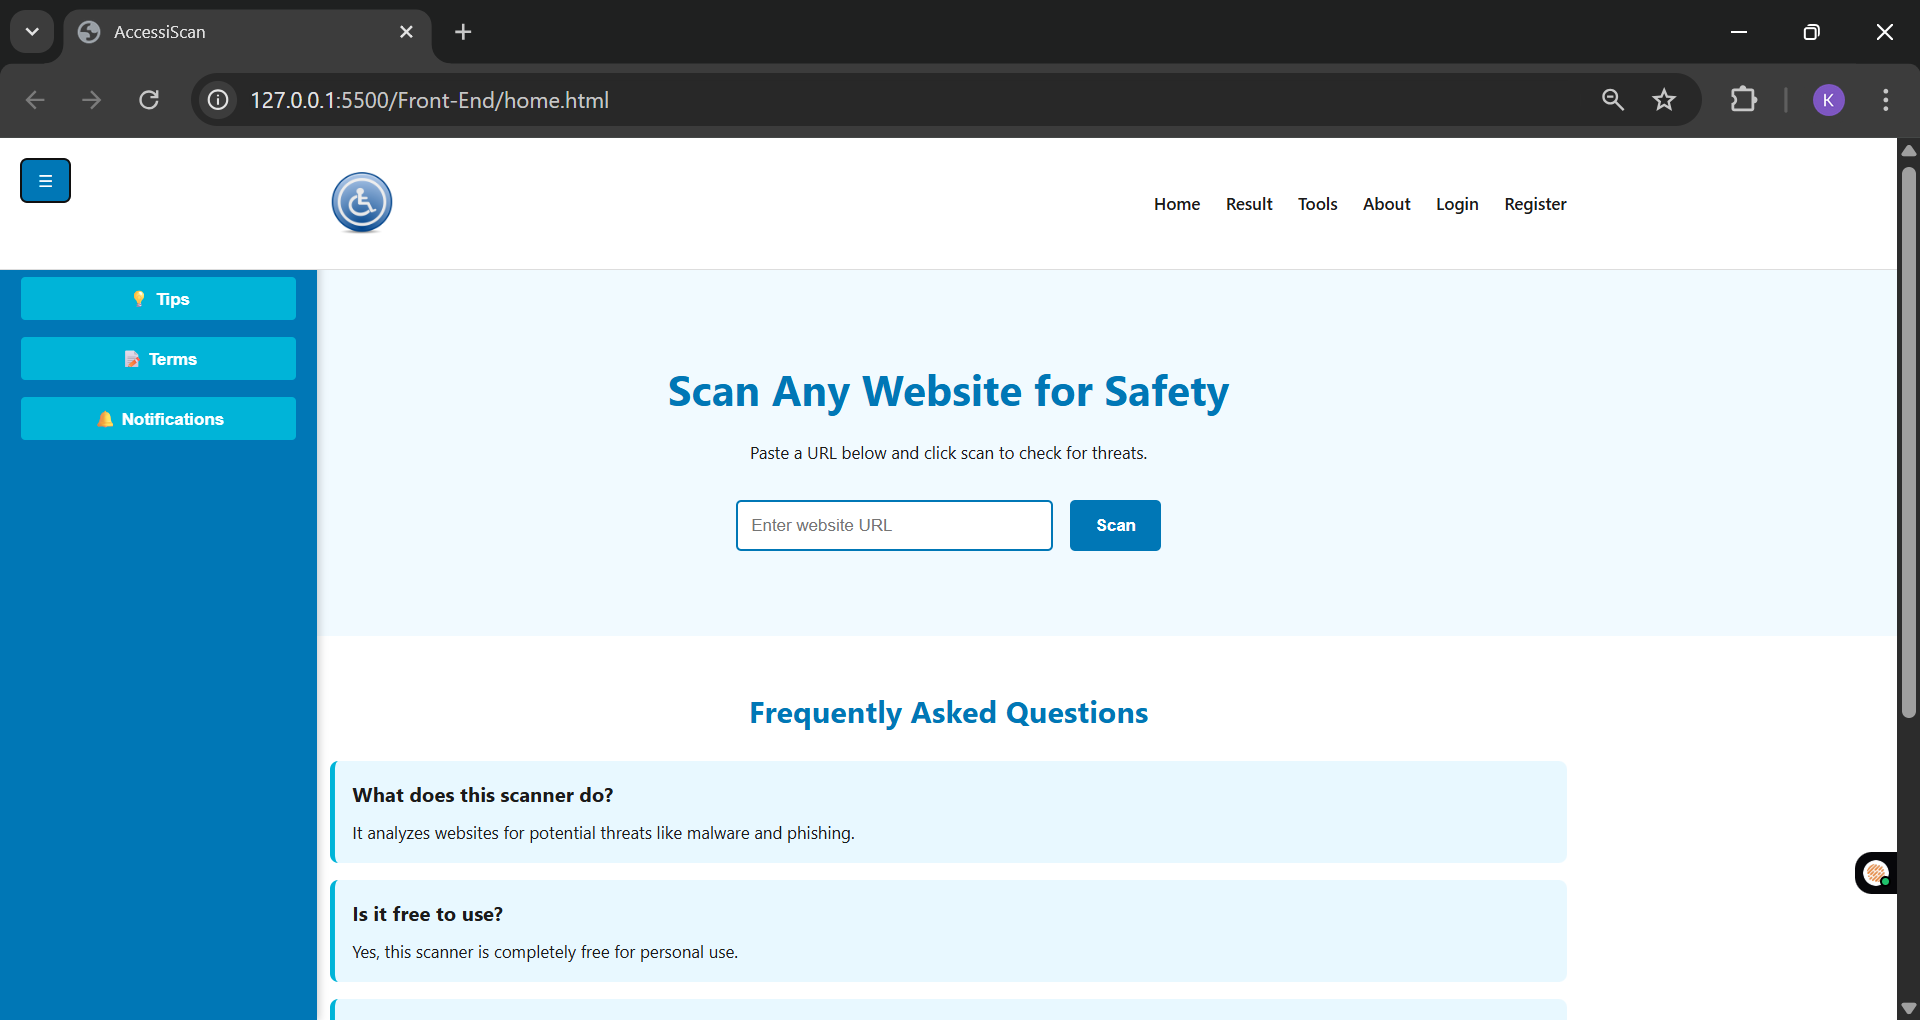 AccessiScan
127.0.0.1:5500/Front-End/home.html
K
☰
Home Result Tools About Login Register
💡 Tips
📝 Terms
🔔 Notifications
Scan Any Website for Safety
Paste a URL below and click scan to check for threats.
Enter website URL
Scan
Frequently Asked Questions
What does this scanner do?
It analyzes websites for potential threats like malware and phishing.
Is it free to use?
Yes, this scanner is completely free for personal use.